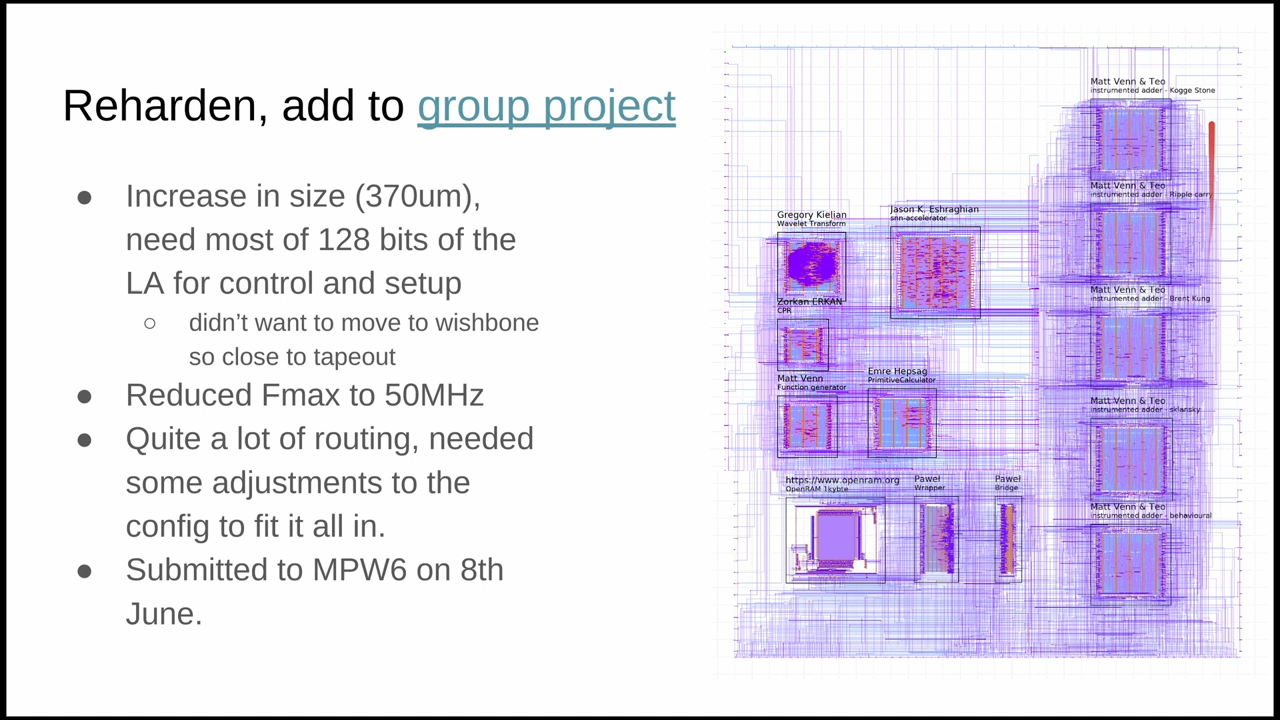 Reharden, add to group project
● Increase in size (370um),
need most of 128 bits of the
LA for control and setup
○ didn’t want to move to wishbone
so close to tapeout
● Reduced Fmax to 50MHz
● Quite a lot of routing, needed
some adjustments to the
config to fit it all in.
● Submitted to MPW6 on 8th
June.
Matt Venn & Teo
instrumented adder - Kogge Stone
Matt Venn & Teo
instrumented adder - Ripple carry
Gregory Kielian
Wavelet Transform
Jason K. Eshraghian
snn-accelerator
Matt Venn & Teo
instrumented adder - Brent Kung
Zorkan ERKAN
CPR
Emre Hepsag
PrimitiveCalculator
Matt Venn
Function generator
Matt Venn & Teo
instrumented adder - sklansky
https://www.openram.org
OpenRAM 1kybte
Pawel
Wrapper
Pawel
Bridge
Matt Venn & Teo
instrumented adder - behavioural